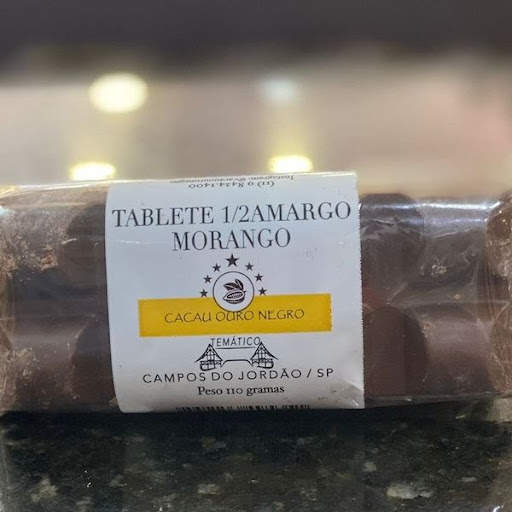 TABLETE 1/2AMARGO
MORANGO
CACAU OURO NEGRO
TEMÁTICO
CAMPOS DO JORDÃO / SP
Peso 110 gramas